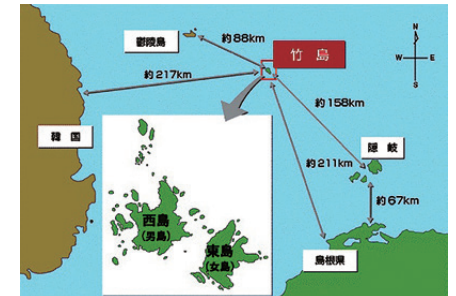 鬱陵島
約88km
竹島
N
W E
S
約217km
約158km
韓国
隠岐
約211km
約67km
西島
(男島)
東島
(女島)
島根県